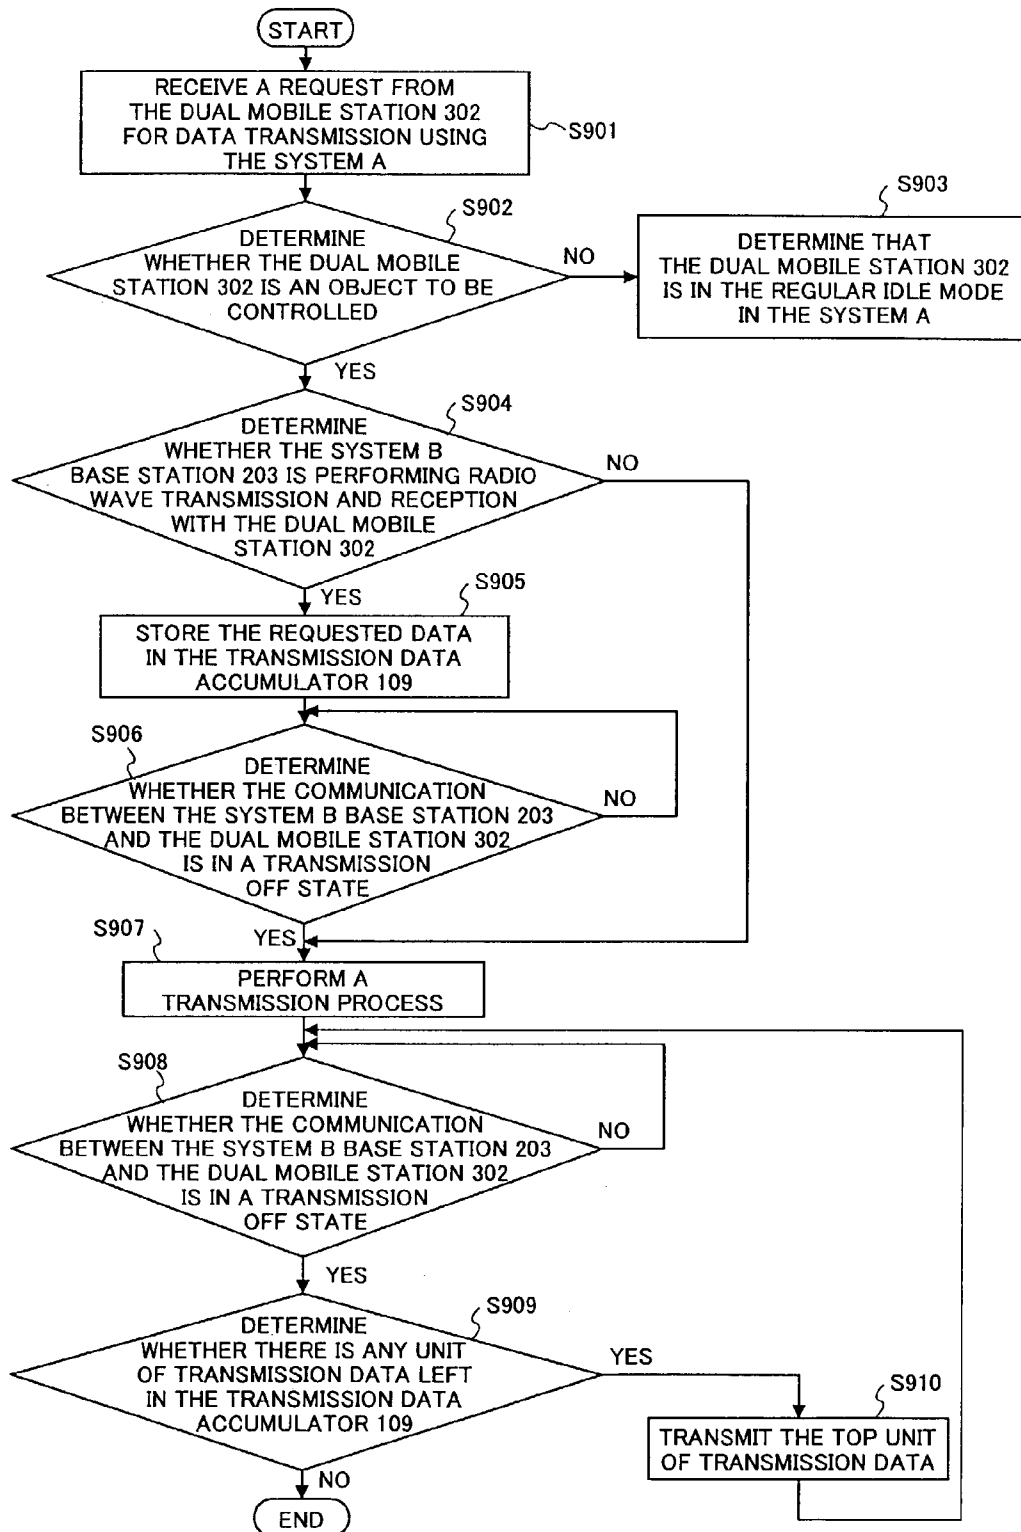 START
RECEIVE A REQUEST FROM
THE DUAL MOBILE STATION 302
FOR DATA TRANSMISSION USING
THE SYSTEM A
S901
S902
DETERMINE
WHETHER THE DUAL MOBILE
STATION 302 IS AN OBJECT TO BE
CONTROLLED
NO
YES
S903
DETERMINE THAT
THE DUAL MOBILE STATION 302
IS IN THE REGULAR IDLE MODE
IN THE SYSTEM A
S904
DETERMINE
WHETHER THE SYSTEM B
BASE STATION 203 IS PERFORMING RADIO
WAVE TRANSMISSION AND RECEPTION
WITH THE DUAL MOBILE
STATION 302
NO
YES
S905
STORE THE REQUESTED DATA
IN THE TRANSMISSION DATA
ACCUMULATOR 109
S906
DETERMINE
WHETHER THE COMMUNICATION
BETWEEN THE SYSTEM B BASE STATION 203
AND THE DUAL MOBILE STATION 302
IS IN A TRANSMISSION
OFF STATE
NO
YES
S907
PERFORM A
TRANSMISSION PROCESS
S908
DETERMINE
WHETHER THE COMMUNICATION
BETWEEN THE SYSTEM B BASE STATION 203
AND THE DUAL MOBILE STATION 302
IS IN A TRANSMISSION
OFF STATE
NO
YES
S909
DETERMINE
WHETHER THERE IS ANY UNIT
OF TRANSMISSION DATA LEFT
IN THE TRANSMISSION DATA
ACCUMULATOR 109
YES
NO
S910
TRANSMIT THE TOP UNIT
OF TRANSMISSION DATA
END